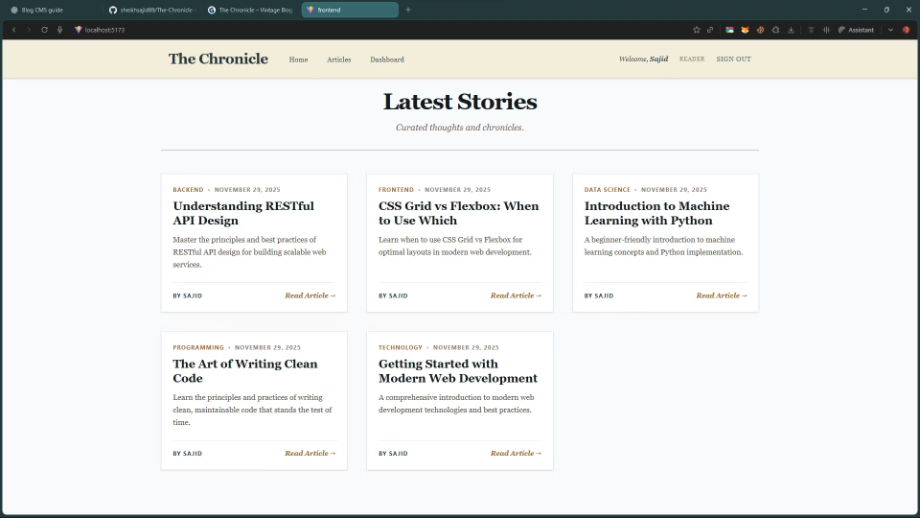 Blog CMS guide
The Chronicle – Vintage Blog
frontend
localhost:5173
Assistant
The Chronicle
Home
Articles
Dashboard
Welcome, Sajid
READER
SIGN OUT
Latest Stories
Curated thoughts and chronicles.
BACKEND • NOVEMBER 29, 2025
Understanding RESTful
API Design
Master the principles and best practices of
RESTful API design for building scalable web
services.
BY SAJID
Read Article →
FRONTEND • NOVEMBER 29, 2025
CSS Grid vs Flexbox: When
to Use Which
Learn when to use CSS Grid vs Flexbox for
optimal layouts in modern web development.
BY SAJID
Read Article →
DATA SCIENCE • NOVEMBER 29, 2025
Introduction to Machine
Learning with Python
A beginner-friendly introduction to machine
learning concepts and Python implementation.
BY SAJID
Read Article →
PROGRAMMING • NOVEMBER 29, 2025
The Art of Writing Clean
Code
Learn the principles and practices of writing
clean, maintainable code that stands the test of
time.
BY SAJID
Read Article →
TECHNOLOGY • NOVEMBER 29, 2025
Getting Started with
Modern Web Development
A comprehensive introduction to modern web
development technologies and best practices.
BY SAJID
Read Article →